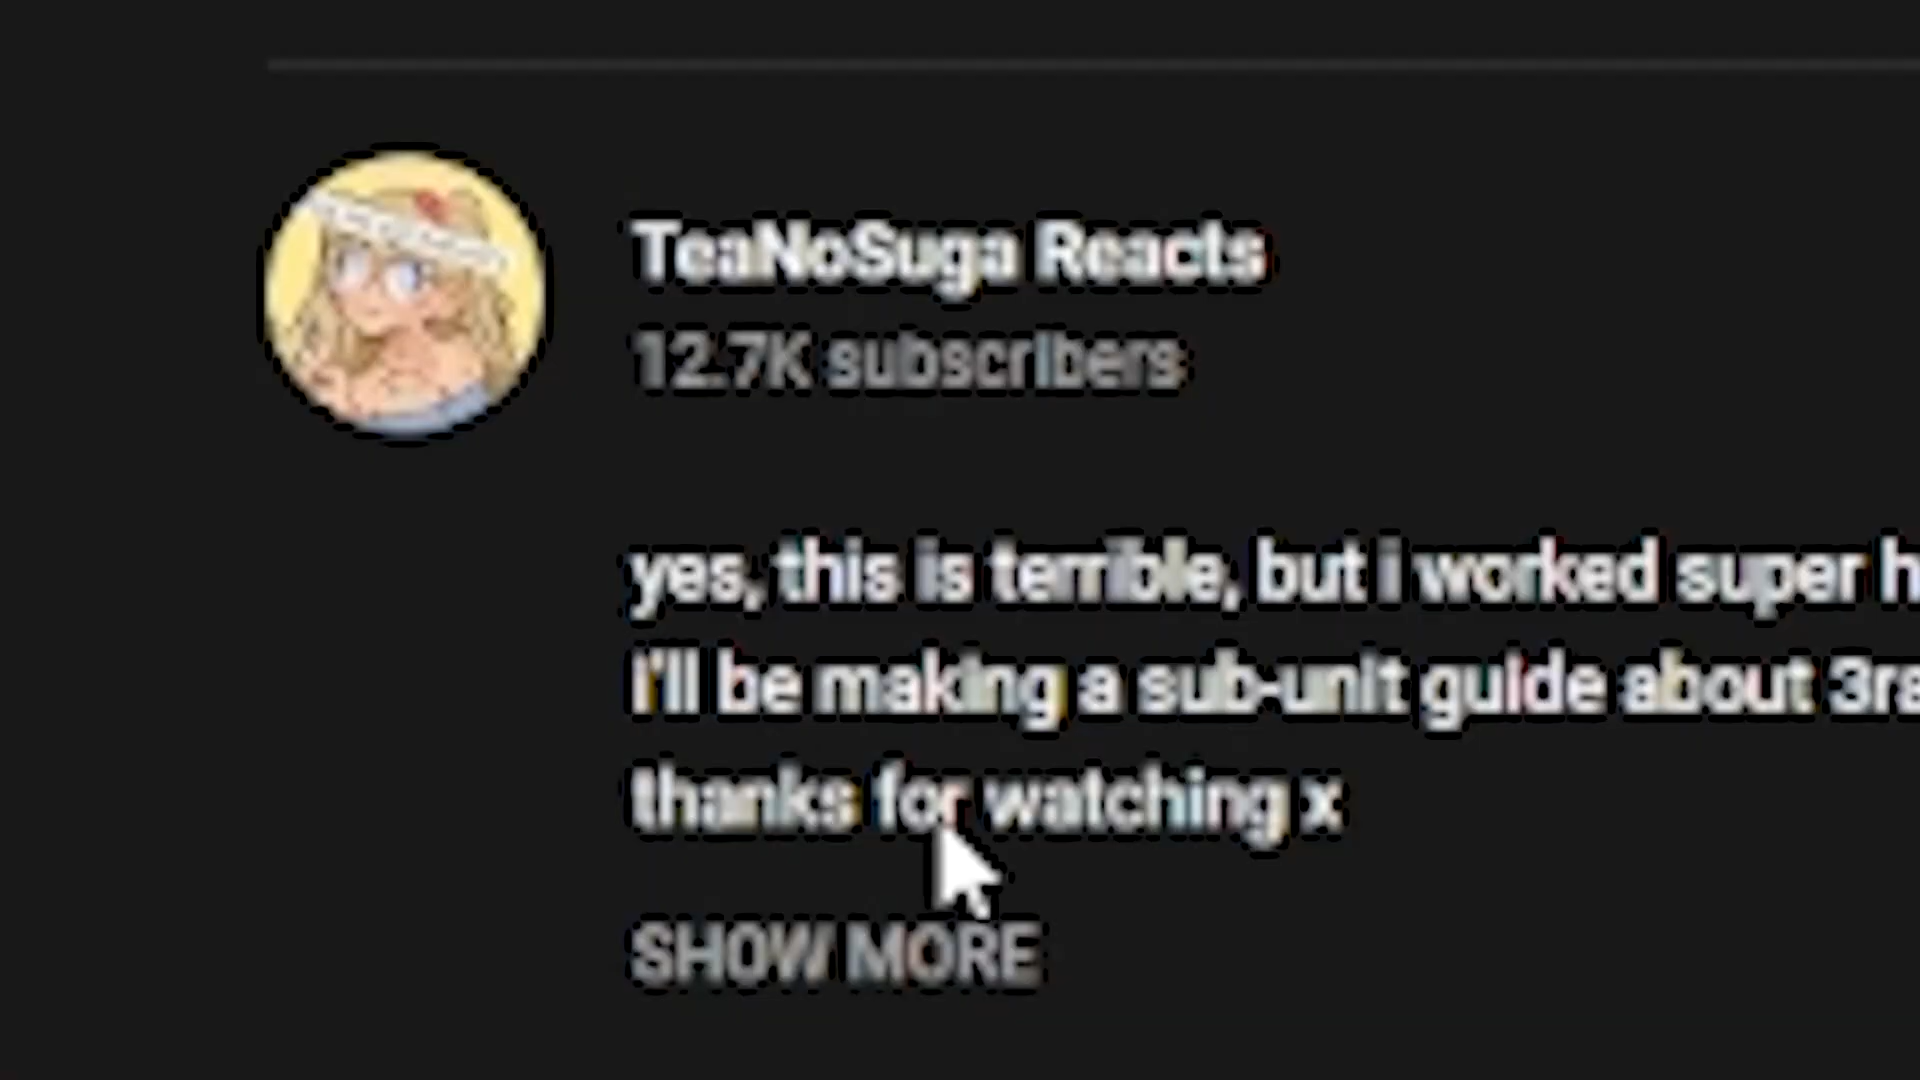 TeaNoSuga Reacts
12.7K subscribers
yes, this is terrible, but i worked super
i'll be making a sub-unit guide about
thanks for watching x
SHOW MORE